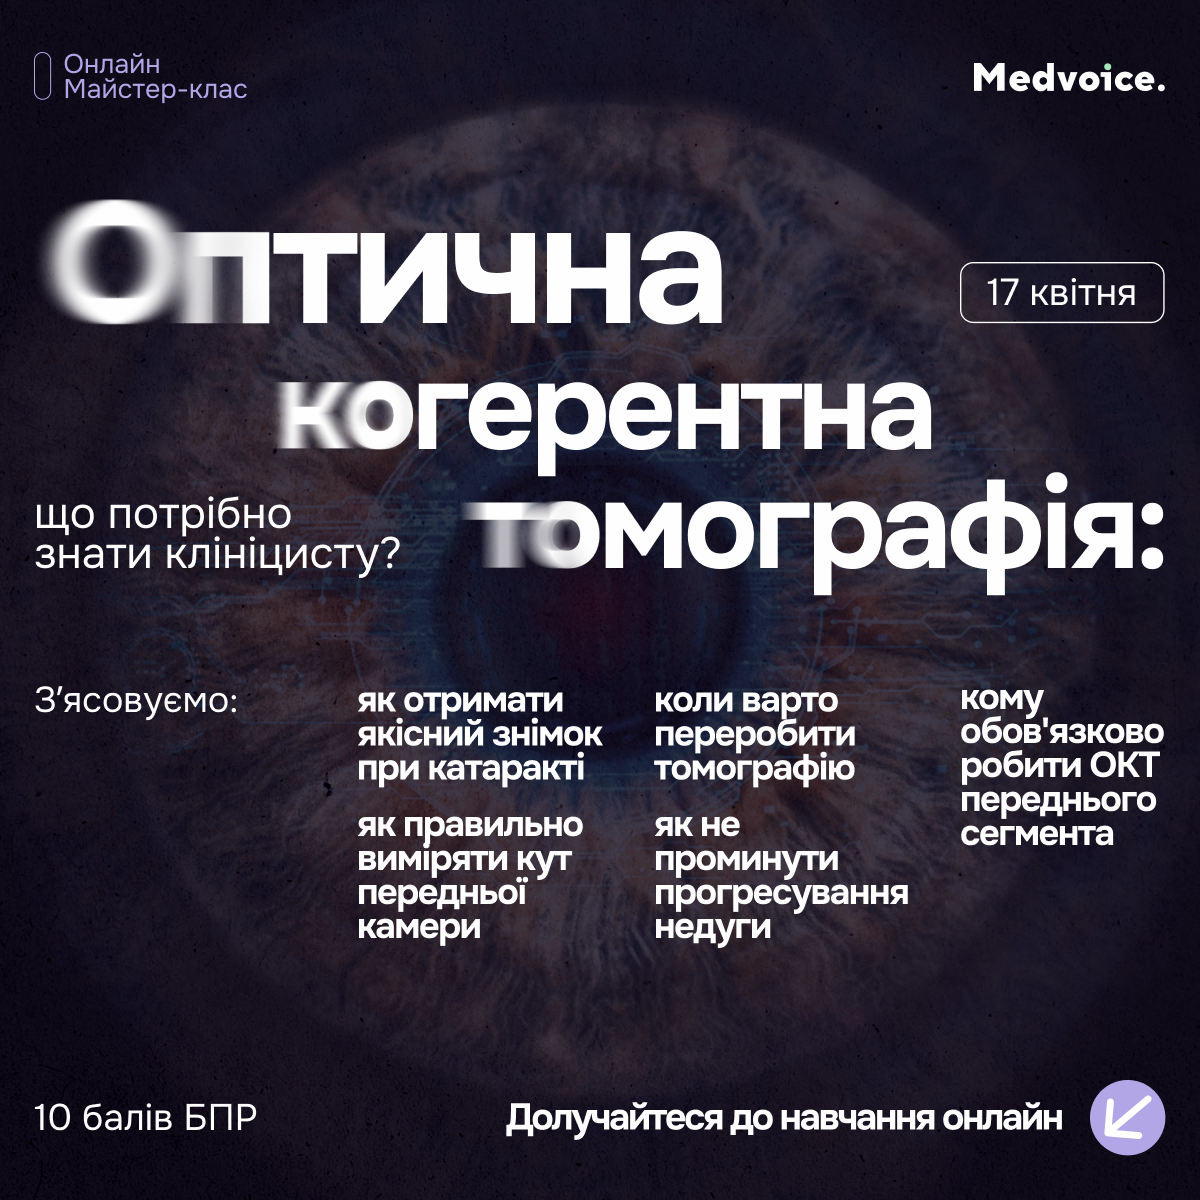 Онлайн
Майстер-клас
Medvoice.
Оптична
17 квітня
когерентна
томографія:
що потрібно
знати клініцисту?
З'ясовуємо:
як отримати
якісний знімок
при катаракті
як правильно
виміряти кут
передньої
камери
коли варто
переробити
томографію
як не
проминути
прогресування
недуги
кому
обов'язково
робити ОКТ
переднього
сегмента
10 балів БПР
Долучайтеся до навчання онлайн